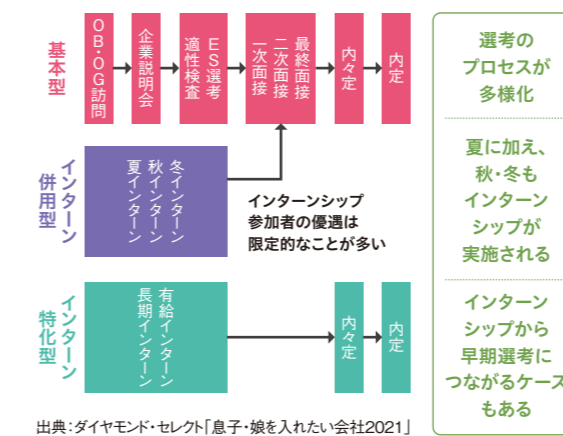 基本型
OB・OG訪問
企業説明会
ES選考
適性検査
最終面接
二次面接
一次面接
内々定
内定
インターン
併用型
冬インターン
秋インターン
夏インターン
インターンシップ
参加者の優遇は
限定的なことが多い
インターン
特化型
有給インターン
長期インターン
内々定
内定
選考の
プロセスが
多様化
夏に加え、
秋・冬も
インターン
シップが
実施される
インターン
シップから
早期選考に
つながるケース
もある
出典：ダイヤモンド・セレクト「息子・娘を入れたい会社2021」